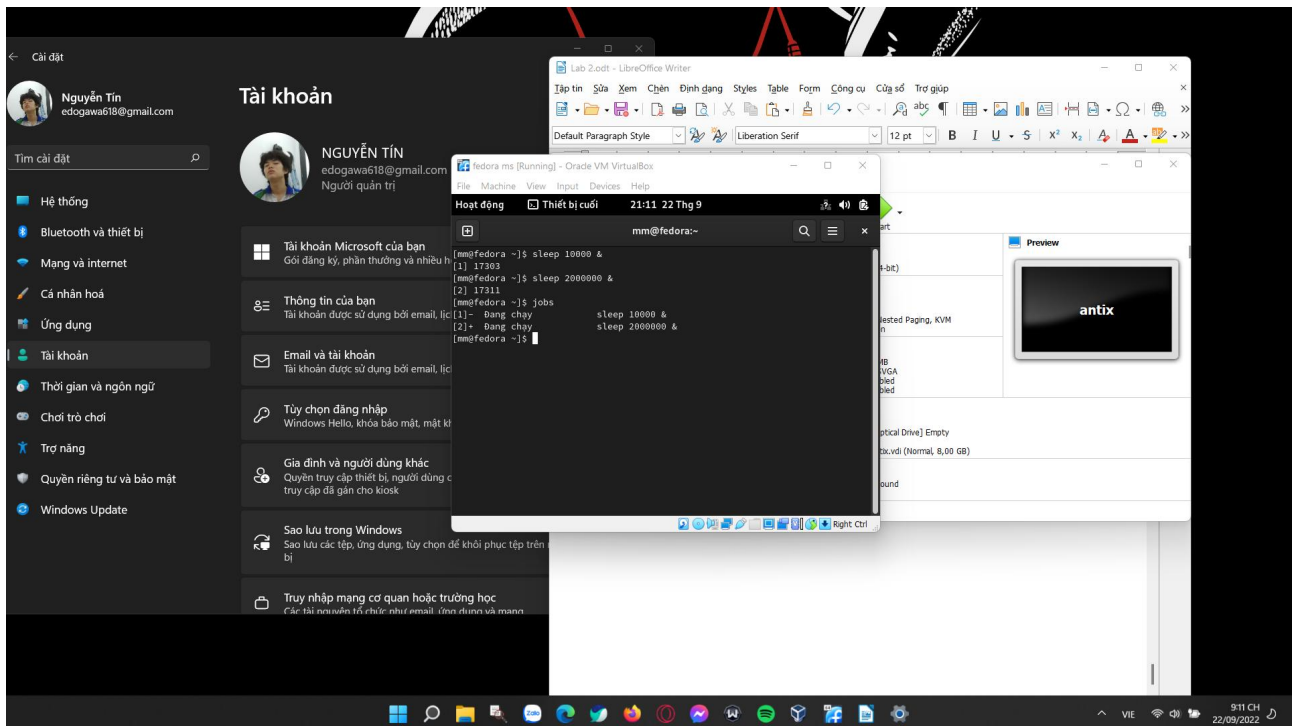 Cài đặt
Nguyễn Tín
edogawa618@gmail.com
Tìm cài đặt
Hệ thống
Bluetooth và thiết bị
Mạng và internet
Cá nhân hoá
Ứng dụng
Tài khoản
Thời gian và ngôn ngữ
Chơi trò chơi
Trợ năng
Quyền riêng tư và bảo mật
Windows Update
Tài khoản
NGUYỄN TÍN
edogawa618@gmail.com
Người quản trị
Tài khoản Microsoft của bạn
Gói đăng ký, phần thưởng và nhiều
Thông tin của bạn
Tài khoản được sử dụng bởi email,
Email và tài khoản
Tài khoản được sử dụng bởi email,
Tùy chọn đăng nhập
Windows Hello, khóa bảo mật, mật
Gia đình và người dùng khác
Quyền truy cập thiết bị, người dùng
truy cập đã gán cho kiosk
Sao lưu trong Windows
Sao lưu các tệp, ứng dụng, tùy chọn để khôi phục tệp trên
bị
Truy nhập mạng cơ quan hoặc trường học
Các tài nguyên tổ chức như email, ứng dụng và mạng
Lab 2.odt - LibreOffice Writer
Tập tin Sửa Xem Chèn Định dạng Styles Table Form Công cụ Cửa sổ Trợ giúp
Default Paragraph Style Liberation Serif 12 pt B I U S X² X₂ A A
fedora ms [Running] - Oracle VM VirtualBox
File Machine View Input Devices Help
Hoạt động Thiết bị cuối 21:11 22 Thg 9
mm@fedora:~
[mm@fedora ~]$ sleep 10000 &
[1] 17303
[mm@fedora ~]$ sleep 2000000 &
[2] 17311
[mm@fedora ~]$ jobs
[1]- Đang chạy sleep 10000 &
[2]+ Đang chạy sleep 2000000 &
[mm@fedora ~]$
Right Ctrl
Preview
antix
Nested Paging, KVM
Optical Drive] Empty
(Normal, 8,00 GB)
Zalo
VIE
9:11 CH
22/09/2022